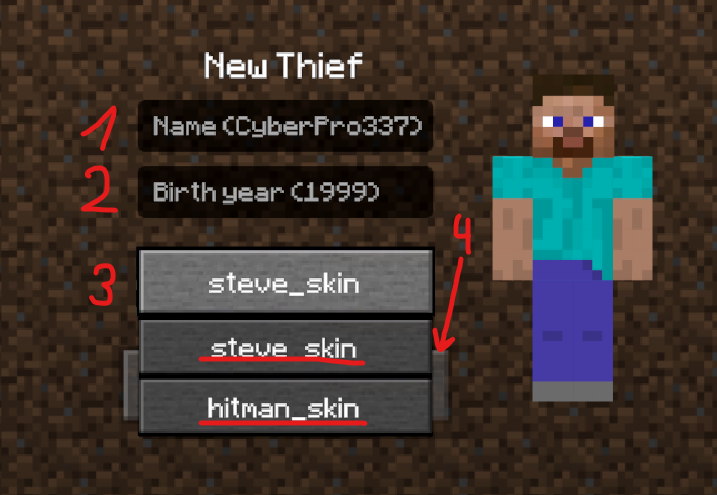 New Thief
1 Name (CyberPro337)
2 Birth year (1999)
4
3 steve_skin
steve_skin
hitman_skin